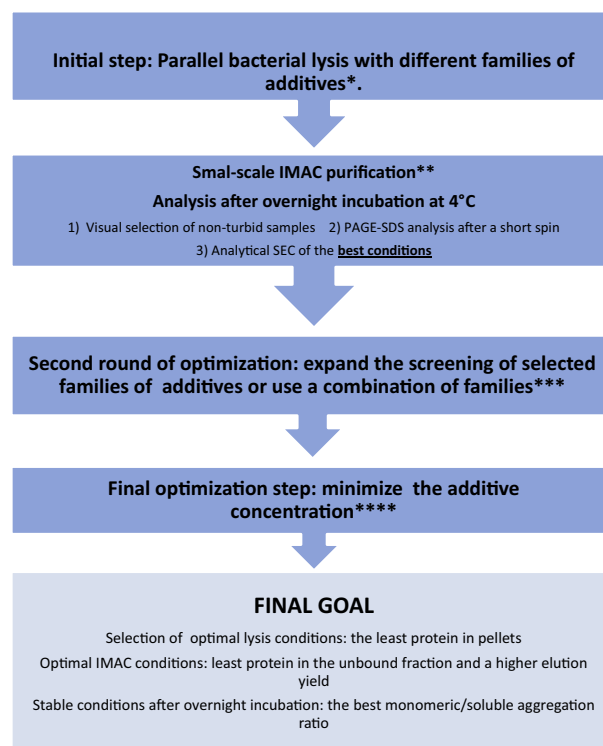 Initial step: Parallel bacterial lysis with different families of
additives*.
Smal-scale IMAC purification**
Analysis after overnight incubation at 4°C
1) Visual selection of non-turbid samples 2) PAGE-SDS analysis after a short spin
3) Analytical SEC of the best conditions
Second round of optimization: expand the screening of selected
families of additives or use a combination of families***
Final optimization step: minimize the additive
concentration****
FINAL GOAL
Selection of optimal lysis conditions: the least protein in pellets
Optimal IMAC conditions: least protein in the unbound fraction and a higher elution
yield
Stable conditions after overnight incubation: the best monomeric/soluble aggregation
ratio